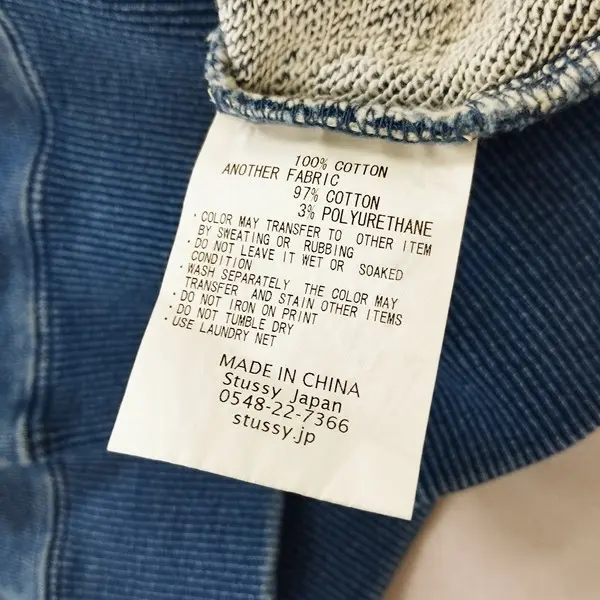 100% COTTON
ANOTHER FABRIC
97% COTTON
3% POLYURETHANE
・COLOR MAY TRANSFER TO OTHER ITEM
BY SWEATING OR RUBBING
・DO NOT LEAVE IT WET OR SOAKED
CONDITION
・WASH SEPARATELY THE COLOR MAY
TRANSFER AND STAIN OTHER ITEMS
・DO NOT IRON ON PRINT
・DO NOT TUMBLE DRY
・USE LAUNDRY NET
MADE IN CHINA
Stussy Japan
0548-22-7366
stussy.jp